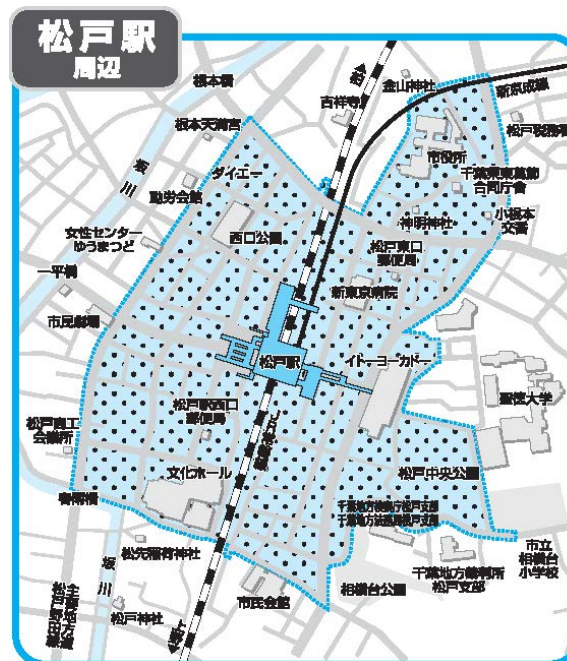 松戸駅
周辺
根本橋
金山神社
新京成線
吉祥寺
松戸税務署
根本天満宮
市役所
坂川
ダイエー
千葉県東葛飾
合同庁舎
勤労会館
神明神社
小根本
交番
女性センター
ゆうまつど
西口公園
松戸東口
郵便局
一平橋
新東京病院
市民劇場
松戸駅
イトーヨーカドー
聖徳大学
松戸駅西口
郵便局
松戸商工
会議所
文化ホール
松戸中央公園
春雨橋
千葉地方検察庁松戸支部
千葉地方法務局松戸支部
松先稲荷神社
市立
相模台
小学校
千葉地方裁判所
松戸支部
坂川
市民会館
相模台公園
主要地方道
松戸原田線
松戸神社